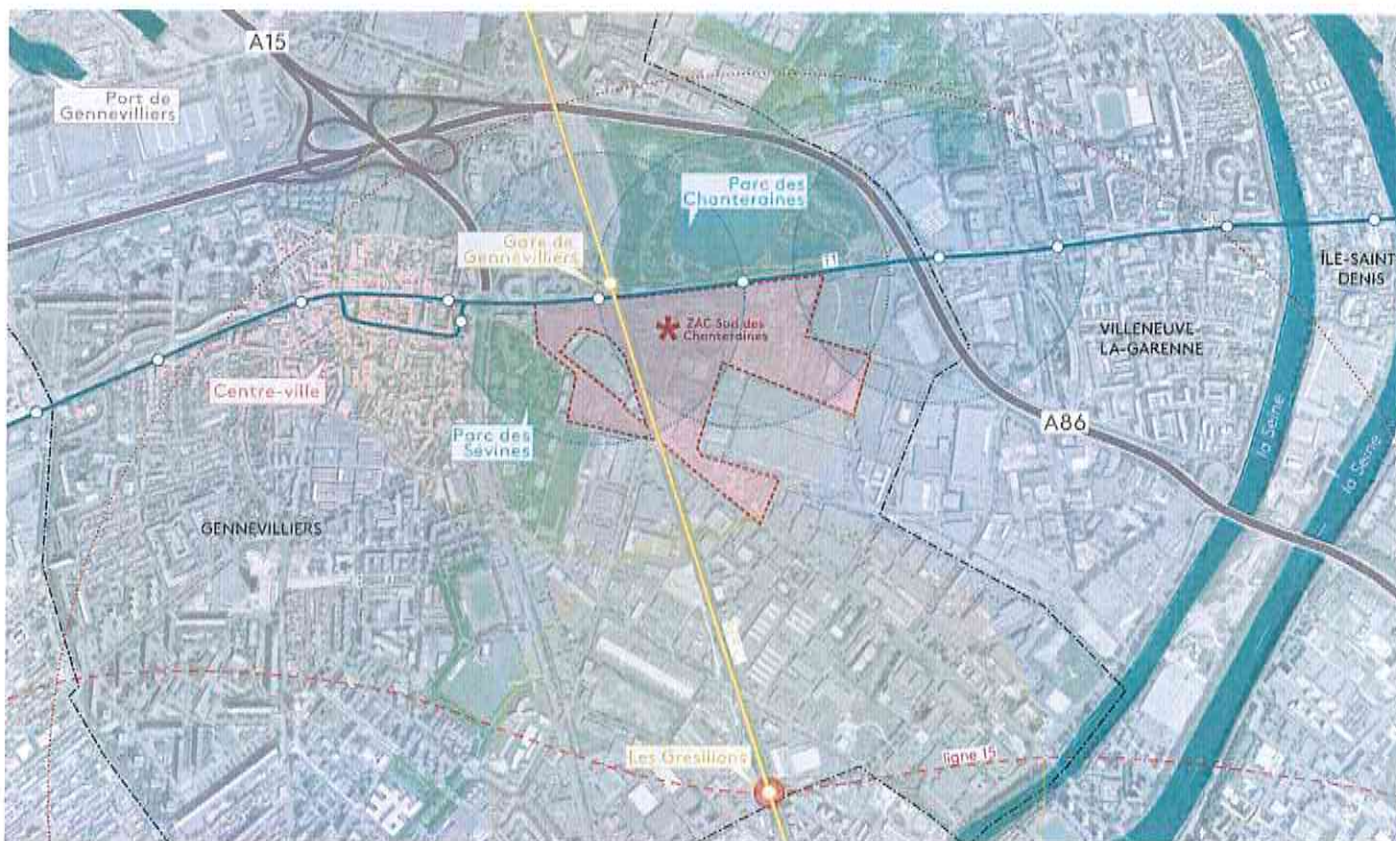 A15
Port de
Gennevilliers
Parc des
Chanteraines
Gare de
Gennevilliers
T1
ÎLE-SAINT
DENIS
ZAC Sud des
Chanteraines
VILLENEUVE-
LA-GARENNE
Centre-ville
Parc des
Sévines
A86
la Seine
la Seine
GENNEVILLIERS
Les Gresillons
ligne 15